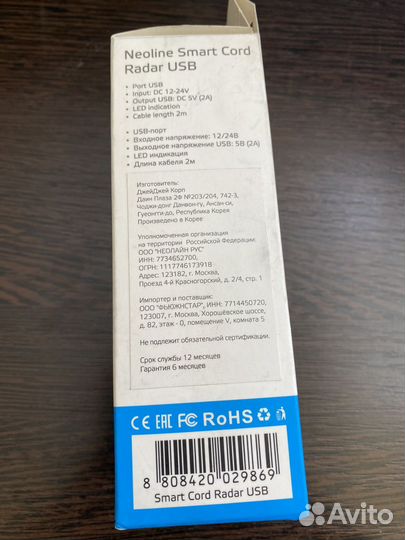 Neoline Smart Cord
Radar USB
• Port USB
• Input: DC 12-24V
• Output USB: DC 5V (2A)
• LED indication
• Cable length 2m
• USB-порт
• Входное напряжение: 12/24В
• Выходное напряжение USB: 5В (2А)
• LED индикация
• Длина кабеля 2м
Изготовитель:
ДжейДжей Корп
Даин Плаза 2Ф №203/204, 742-3,
Чоджи-донг Данвон-гу, Ансан-си,
Гуеонгги-до, Республика Корея
Произведено в Корее
Уполномоченная организация
на территории Российской Федерации:
ООО "НЕОЛАЙН РУС"
ИНН: 7734652700,
ОГРН: 1117746173918
Адрес: 123182, г. Москва,
Проезд 4-й Красногорский, д. 2/4, стр. 1
Импортер и поставщик:
ООО "ФЬЮЖНСТАР", ИНН: 7714450720,
123007, г. Москва, Хорошёвское шоссе,
д. 82, этаж - 0, помещение V, комната 5
Не подлежит обязательной сертификации.
Срок службы 12 месяцев
Гарантия 6 месяцев
CE EAC FC RoHS
8 808420 029869
Smart Cord Radar USB
Avito